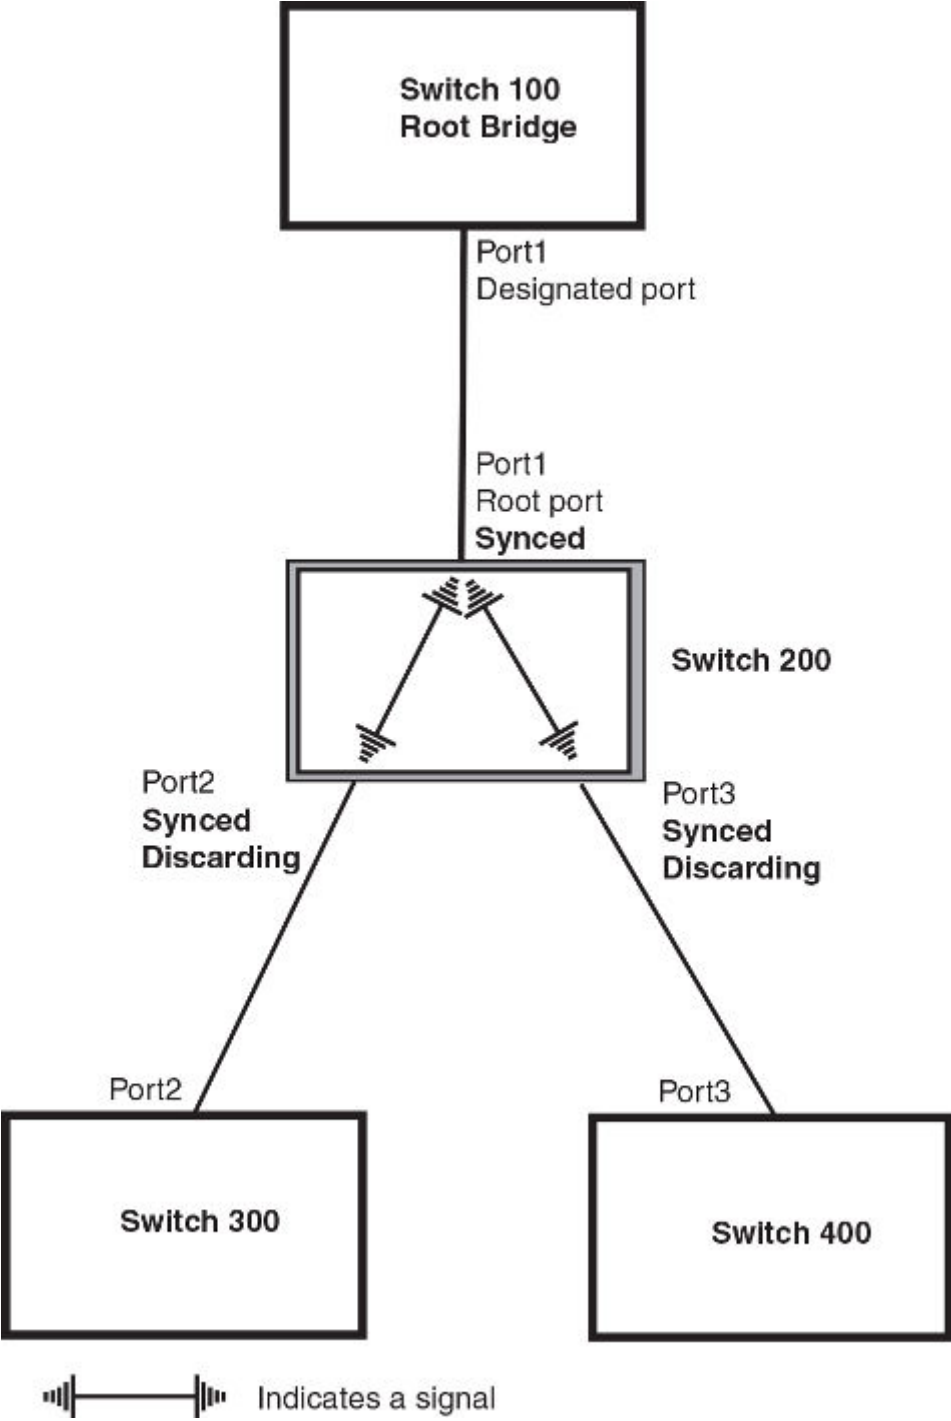 Switch 100
Root Bridge
Port1
Designated port
Port1
Root port
Synced
Switch 200
Port2
Synced
Discarding
Port3
Synced
Discarding
Port2
Port3
Switch 300
Switch 400
Indicates a signal